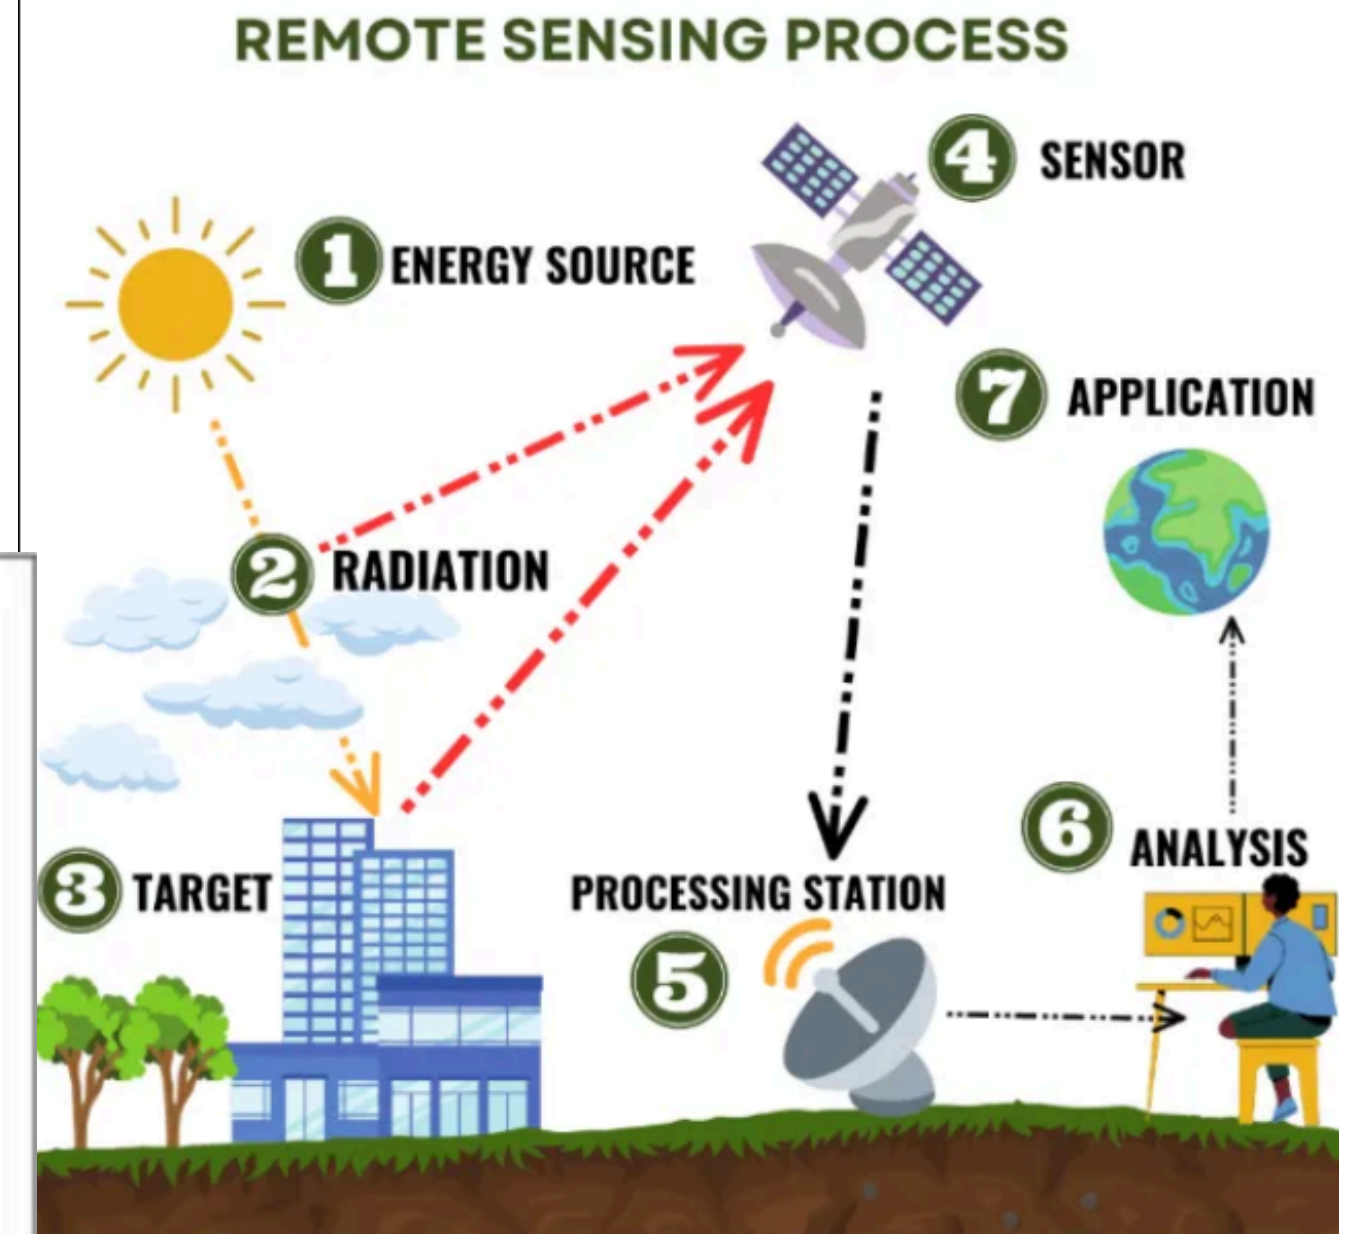 REMOTE SENSING PROCESS
4 SENSOR
1 ENERGY SOURCE
7 APPLICATION
2 RADIATION
6 ANALYSIS
3 TARGET
PROCESSING STATION
5